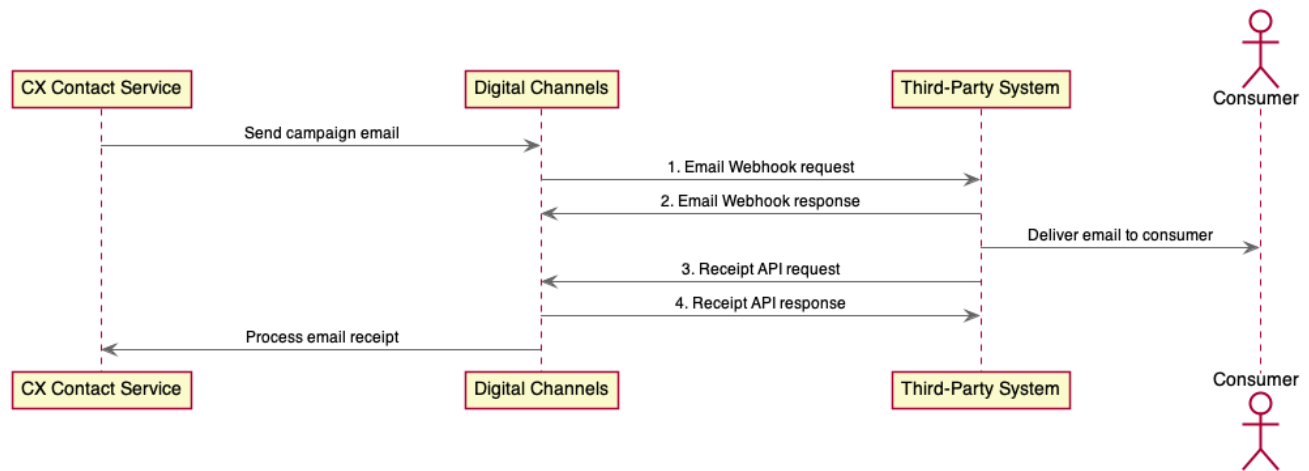 CX Contact Service
Digital Channels
Third-Party System
Consumer
Send campaign email
1. Email Webhook request
2. Email Webhook response
Deliver email to consumer
3. Receipt API request
4. Receipt API response
Process email receipt
CX Contact Service
Digital Channels
Third-Party System
Consumer